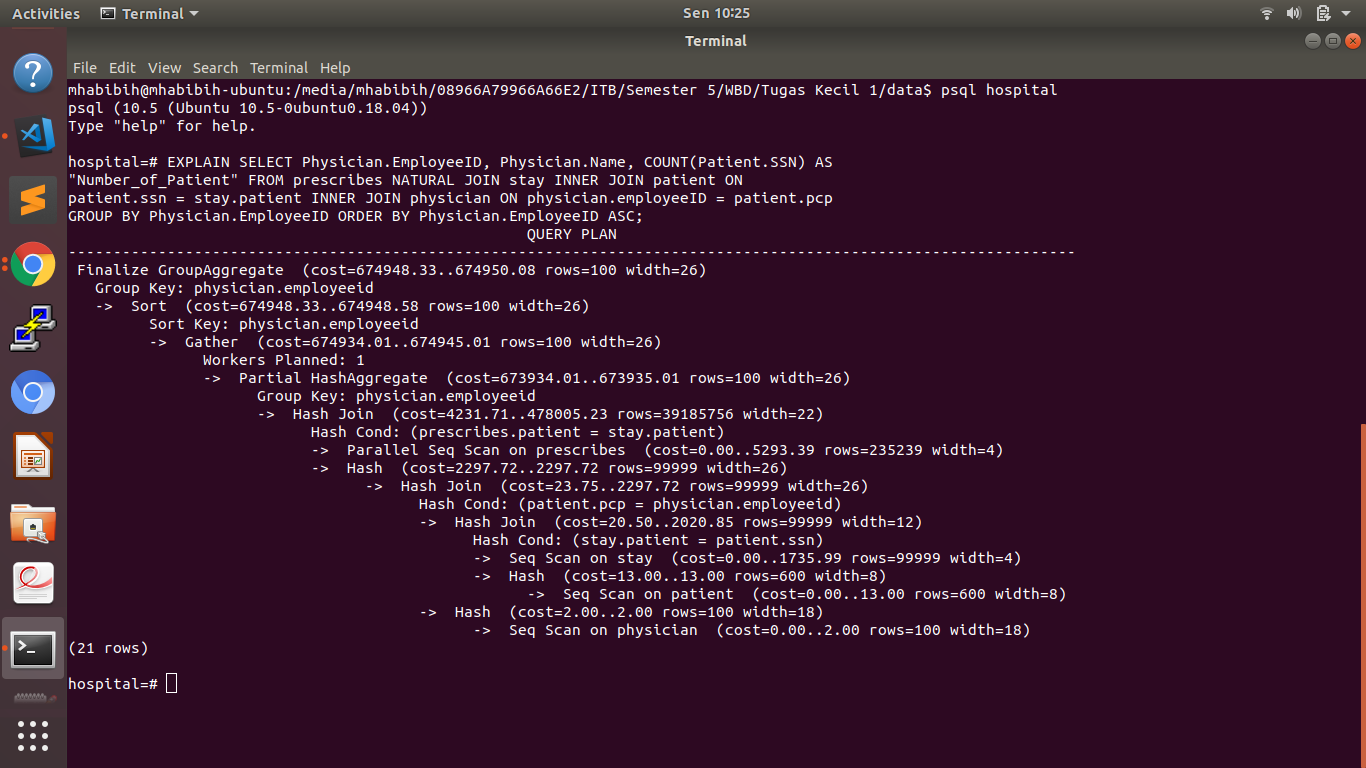 Activities Terminal Sen 10:25
Terminal
File Edit View Search Terminal Help
mhabibih@mhabibih-ubuntu:/media/mhabibih/08966A79966A66E2/ITB/Semester 5/WBD/Tugas Kecil 1/data$ psql hospital
psql (10.5 (Ubuntu 10.5-0ubuntu0.18.04))
Type "help" for help.
hospital=# EXPLAIN SELECT Physician.EmployeeID, Physician.Name, COUNT(Patient.SSN) AS
"Number_of_Patient" FROM prescribes NATURAL JOIN stay INNER JOIN patient ON
patient.ssn = stay.patient INNER JOIN physician ON physician.employeeID = patient.pcp
GROUP BY Physician.EmployeeID ORDER BY Physician.EmployeeID ASC;
QUERY PLAN
----------------------------------------------------------------------------------------------------------------
Finalize GroupAggregate (cost=674948.33..674950.08 rows=100 width=26)
Group Key: physician.employeeid
-> Sort (cost=674948.33..674948.58 rows=100 width=26)
Sort Key: physician.employeeid
-> Gather (cost=674934.01..674945.01 rows=100 width=26)
Workers Planned: 1
-> Partial HashAggregate (cost=673934.01..673935.01 rows=100 width=26)
Group Key: physician.employeeid
-> Hash Join (cost=4231.71..478005.23 rows=39185756 width=22)
Hash Cond: (prescribes.patient = stay.patient)
-> Parallel Seq Scan on prescribes (cost=0.00..5293.39 rows=235239 width=4)
-> Hash (cost=2297.72..2297.72 rows=99999 width=26)
-> Hash Join (cost=23.75..2297.72 rows=99999 width=26)
Hash Cond: (patient.pcp = physician.employeeid)
-> Hash Join (cost=20.50..2020.85 rows=99999 width=12)
Hash Cond: (stay.patient = patient.ssn)
-> Seq Scan on stay (cost=0.00..1735.99 rows=99999 width=4)
-> Hash (cost=13.00..13.00 rows=600 width=8)
-> Seq Scan on patient (cost=0.00..13.00 rows=600 width=8)
-> Hash (cost=2.00..2.00 rows=100 width=18)
-> Seq Scan on physician (cost=0.00..2.00 rows=100 width=18)
(21 rows)
hospital=#